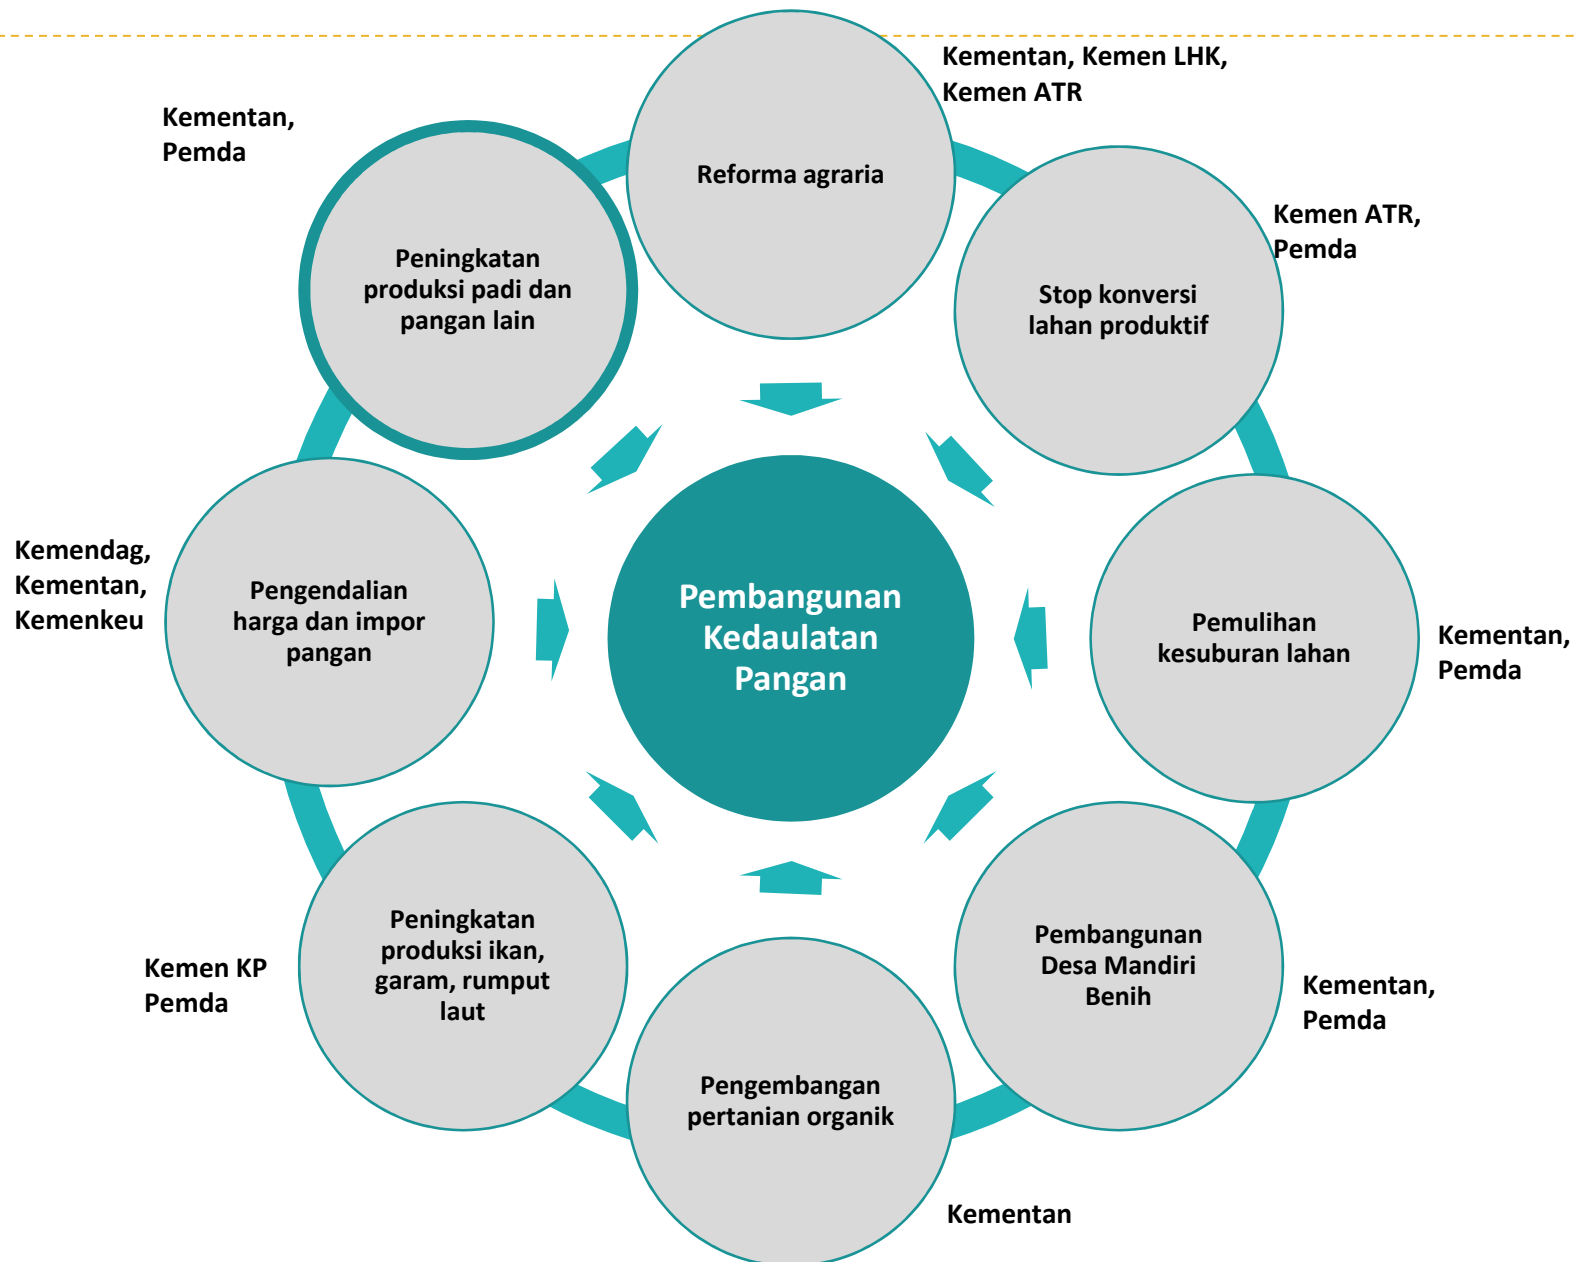 Kementan, Kemen LHK,
Kemen ATR
Reforma agraria
Kemen ATR,
Pemda
Stop konversi
lahan produktif
Pemulihan
kesuburan lahan
Kementan,
Pemda
Pembangunan
Desa Mandiri
Benih
Kementan,
Pemda
Pengembangan
pertanian organik
Kementan
Peningkatan
produksi ikan,
garam, rumput
laut
Kemen KP
Pemda
Pengendalian
harga dan impor
pangan
Kemendag,
Kementan,
Kemenkeu
Peningkatan
produksi padi dan
pangan lain
Kementan,
Pemda
Pembangunan
Kedaulatan
Pangan